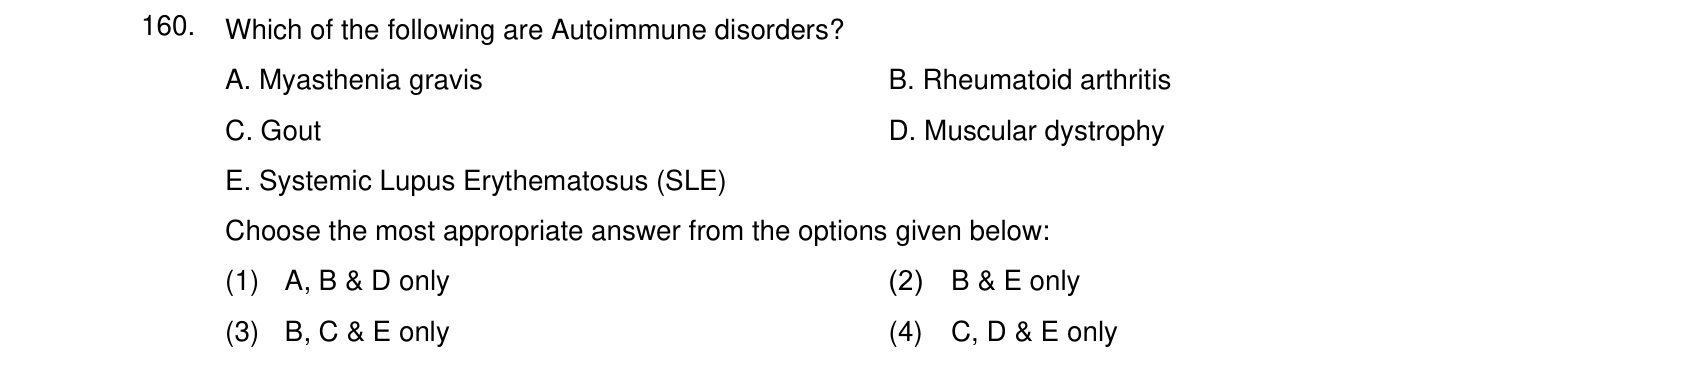 160. Which of the following are Autoimmune disorders?
A. Myasthenia gravis B. Rheumatoid arthritis
C. Gout D. Muscular dystrophy
E. Systemic Lupus Erythematosus (SLE)
Choose the most appropriate answer from the options given below:
(1) A, B & D only (2) B & E only
(3) B, C & E only (4) C, D & E only